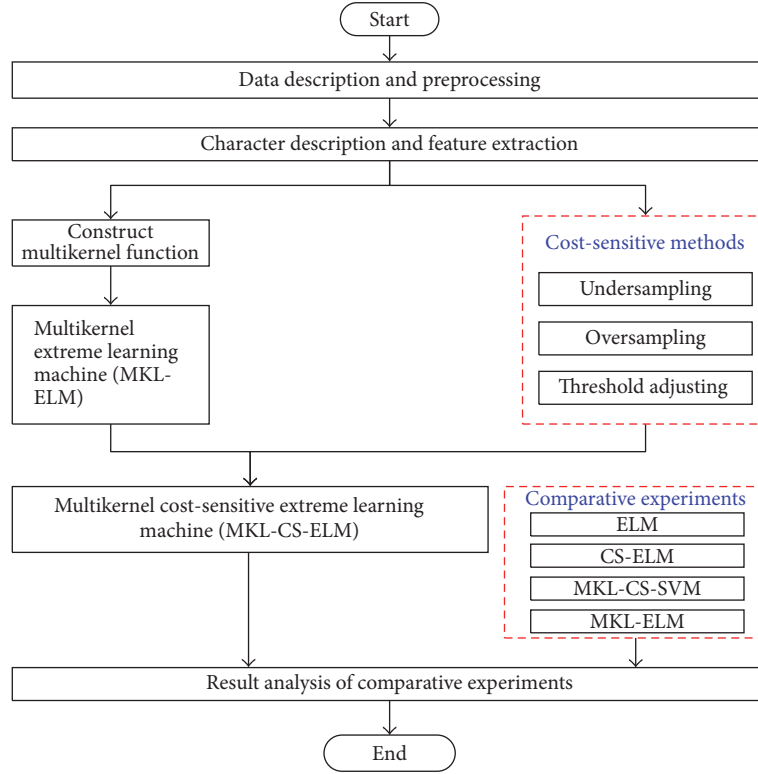 Start
Data description and preprocessing
Character description and feature extraction
Construct
multikernel function
Multikernel
extreme learning
machine (MKL-
ELM)
Cost-sensitive methods
Undersampling
Oversampling
Threshold adjusting
Multikernel cost-sensitive extreme learning
machine (MKL-CS-ELM)
Comparative experiments
ELM
CS-ELM
MKL-CS-SVM
MKL-ELM
Result analysis of comparative experiments
End